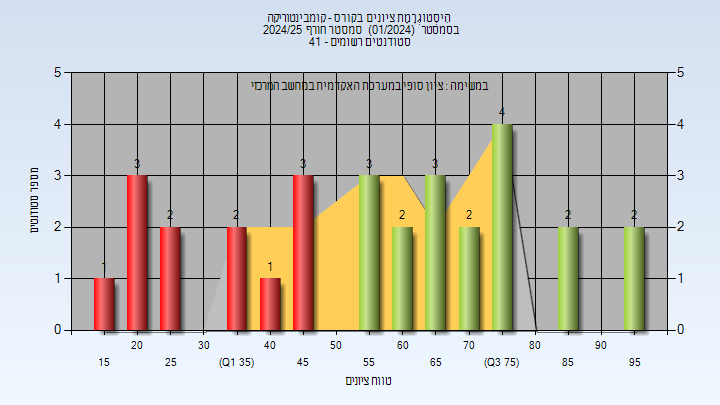 היסטוגרמת ציונים בקורס - קומבינטוריקה
בסמסטר (01/2024) סמסטר חורף 2024/25
סטודנטים רשומים - 41
במשימה : ציון סופי במערכת האקדמית במחשב המרכזי
מספר סטודנטים
5 5
4 4
3 3
2 2
1 1
0 0
1 3 2 2 1 3 3 2 3 2 4 2 2
20 30 40 50 60 70 80 90
15 25 (Q1 35) 45 55 65 (Q3 75) 85 95
טווח ציונים